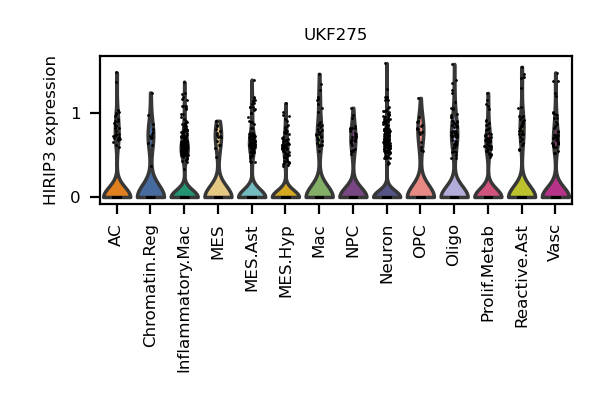 UKF275
HIRIP3 expression
1
0
AC
Chromatin.Reg
Inflammatory.Mac
MES
MES.Ast
MES.Hyp
Mac
NPC
Neuron
OPC
Oligo
Prolif.Metab
Reactive.Ast
Vasc